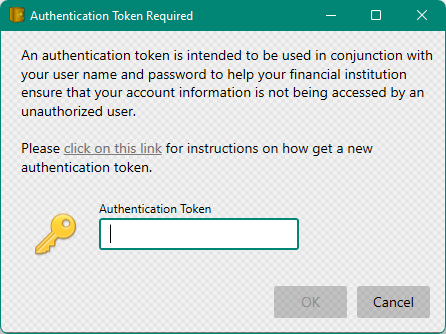 Authentication Token Required
An authentication token is intended to be used in conjunction with
your user name and password to help your financial institution
ensure that your account information is not being accessed by an
unauthorized user.
Please click on this link for instructions on how get a new
authentication token.
Authentication Token
OK
Cancel